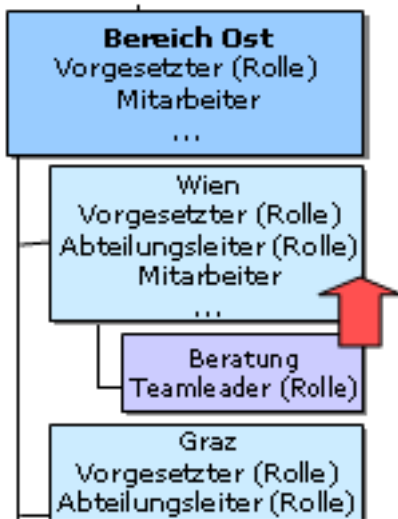 Bereich Ost
Vorgesetzter (Rolle)
Mitarbeiter
...
Wien
Vorgesetzter (Rolle)
Abteilungsleiter (Rolle)
Mitarbeiter
...
Beratung
Teamleader (Rolle)
Graz
Vorgesetzter (Rolle)
Abteilungsleiter (Rolle)